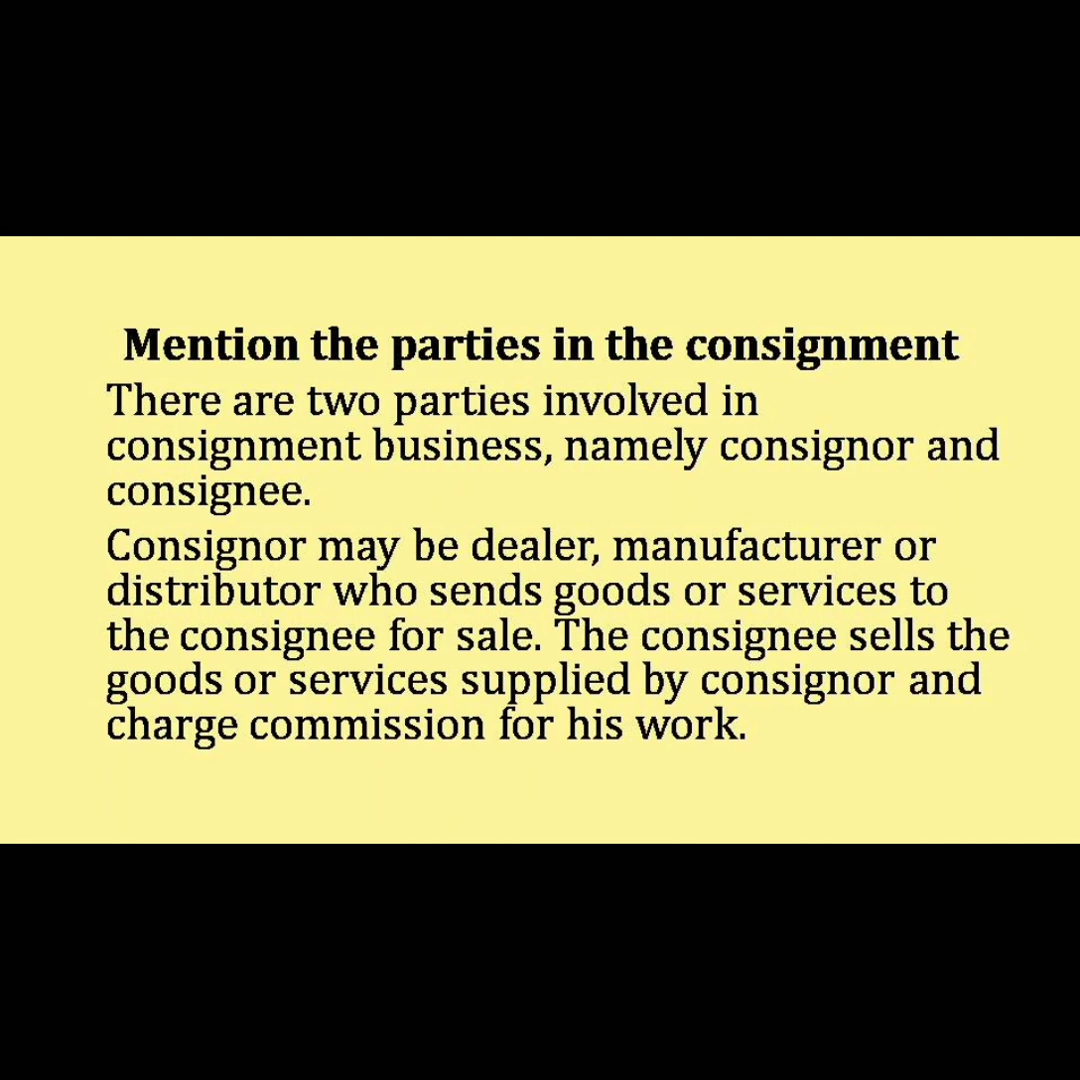 Mention the parties in the consignment
There are two parties involved in
consignment business, namely consignor and
consignee.
Consignor may be dealer, manufacturer or
distributor who sends goods or services to
the consignee for sale. The consignee sells the
goods or services supplied by consignor and
charge commission for his work.